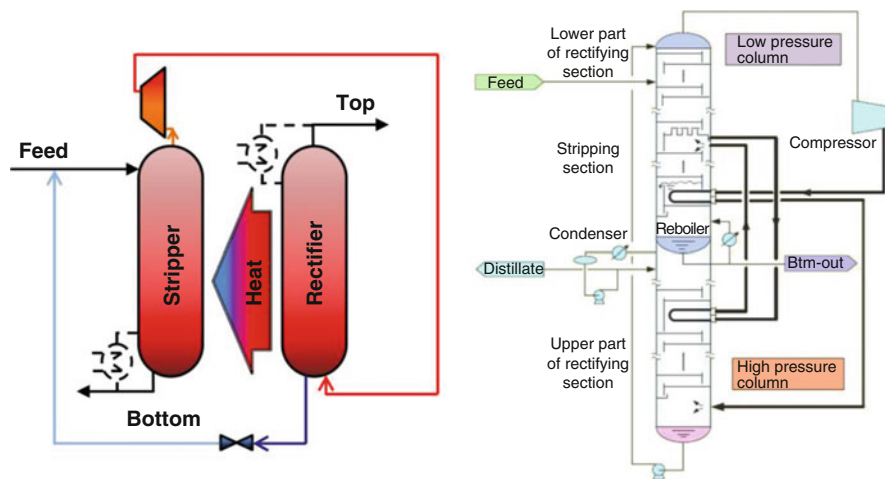 Top
Feed
Stripper
Heat
Rectifier
Bottom
Lower part
of rectifying
section
Low pressure
column
Feed
Compressor
Stripping
section
Condenser
Reboiler
Distillate
Btm-out
Upper part
of rectifying
section
High pressure
column